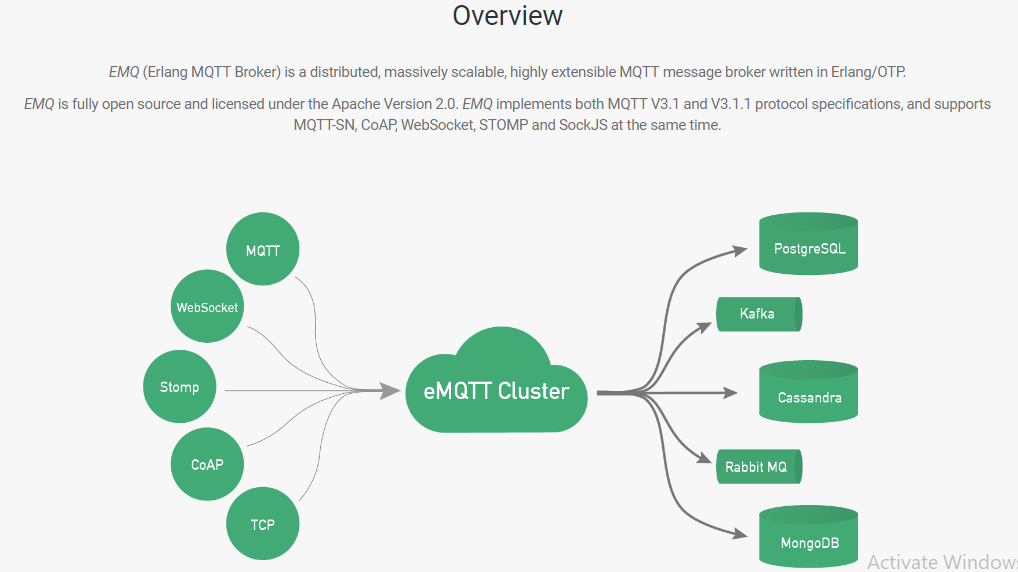 Overview
EMQ (Erlang MQTT Broker) is a distributed, massively scalable, highly extensible MQTT message broker written in Erlang/OTP.
EMQ is fully open source and licensed under the Apache Version 2.0. EMQ implements both MQTT V3.1 and V3.1.1 protocol specifications, and supports
MQTT-SN, CoAP, WebSocket, STOMP and SockJS at the same time.
MQTT
WebSocket
Stomp
CoAP
TCP
eMQTT Cluster
PostgreSQL
Kafka
Cassandra
Rabbit MQ
MongoDB
Activate Windows